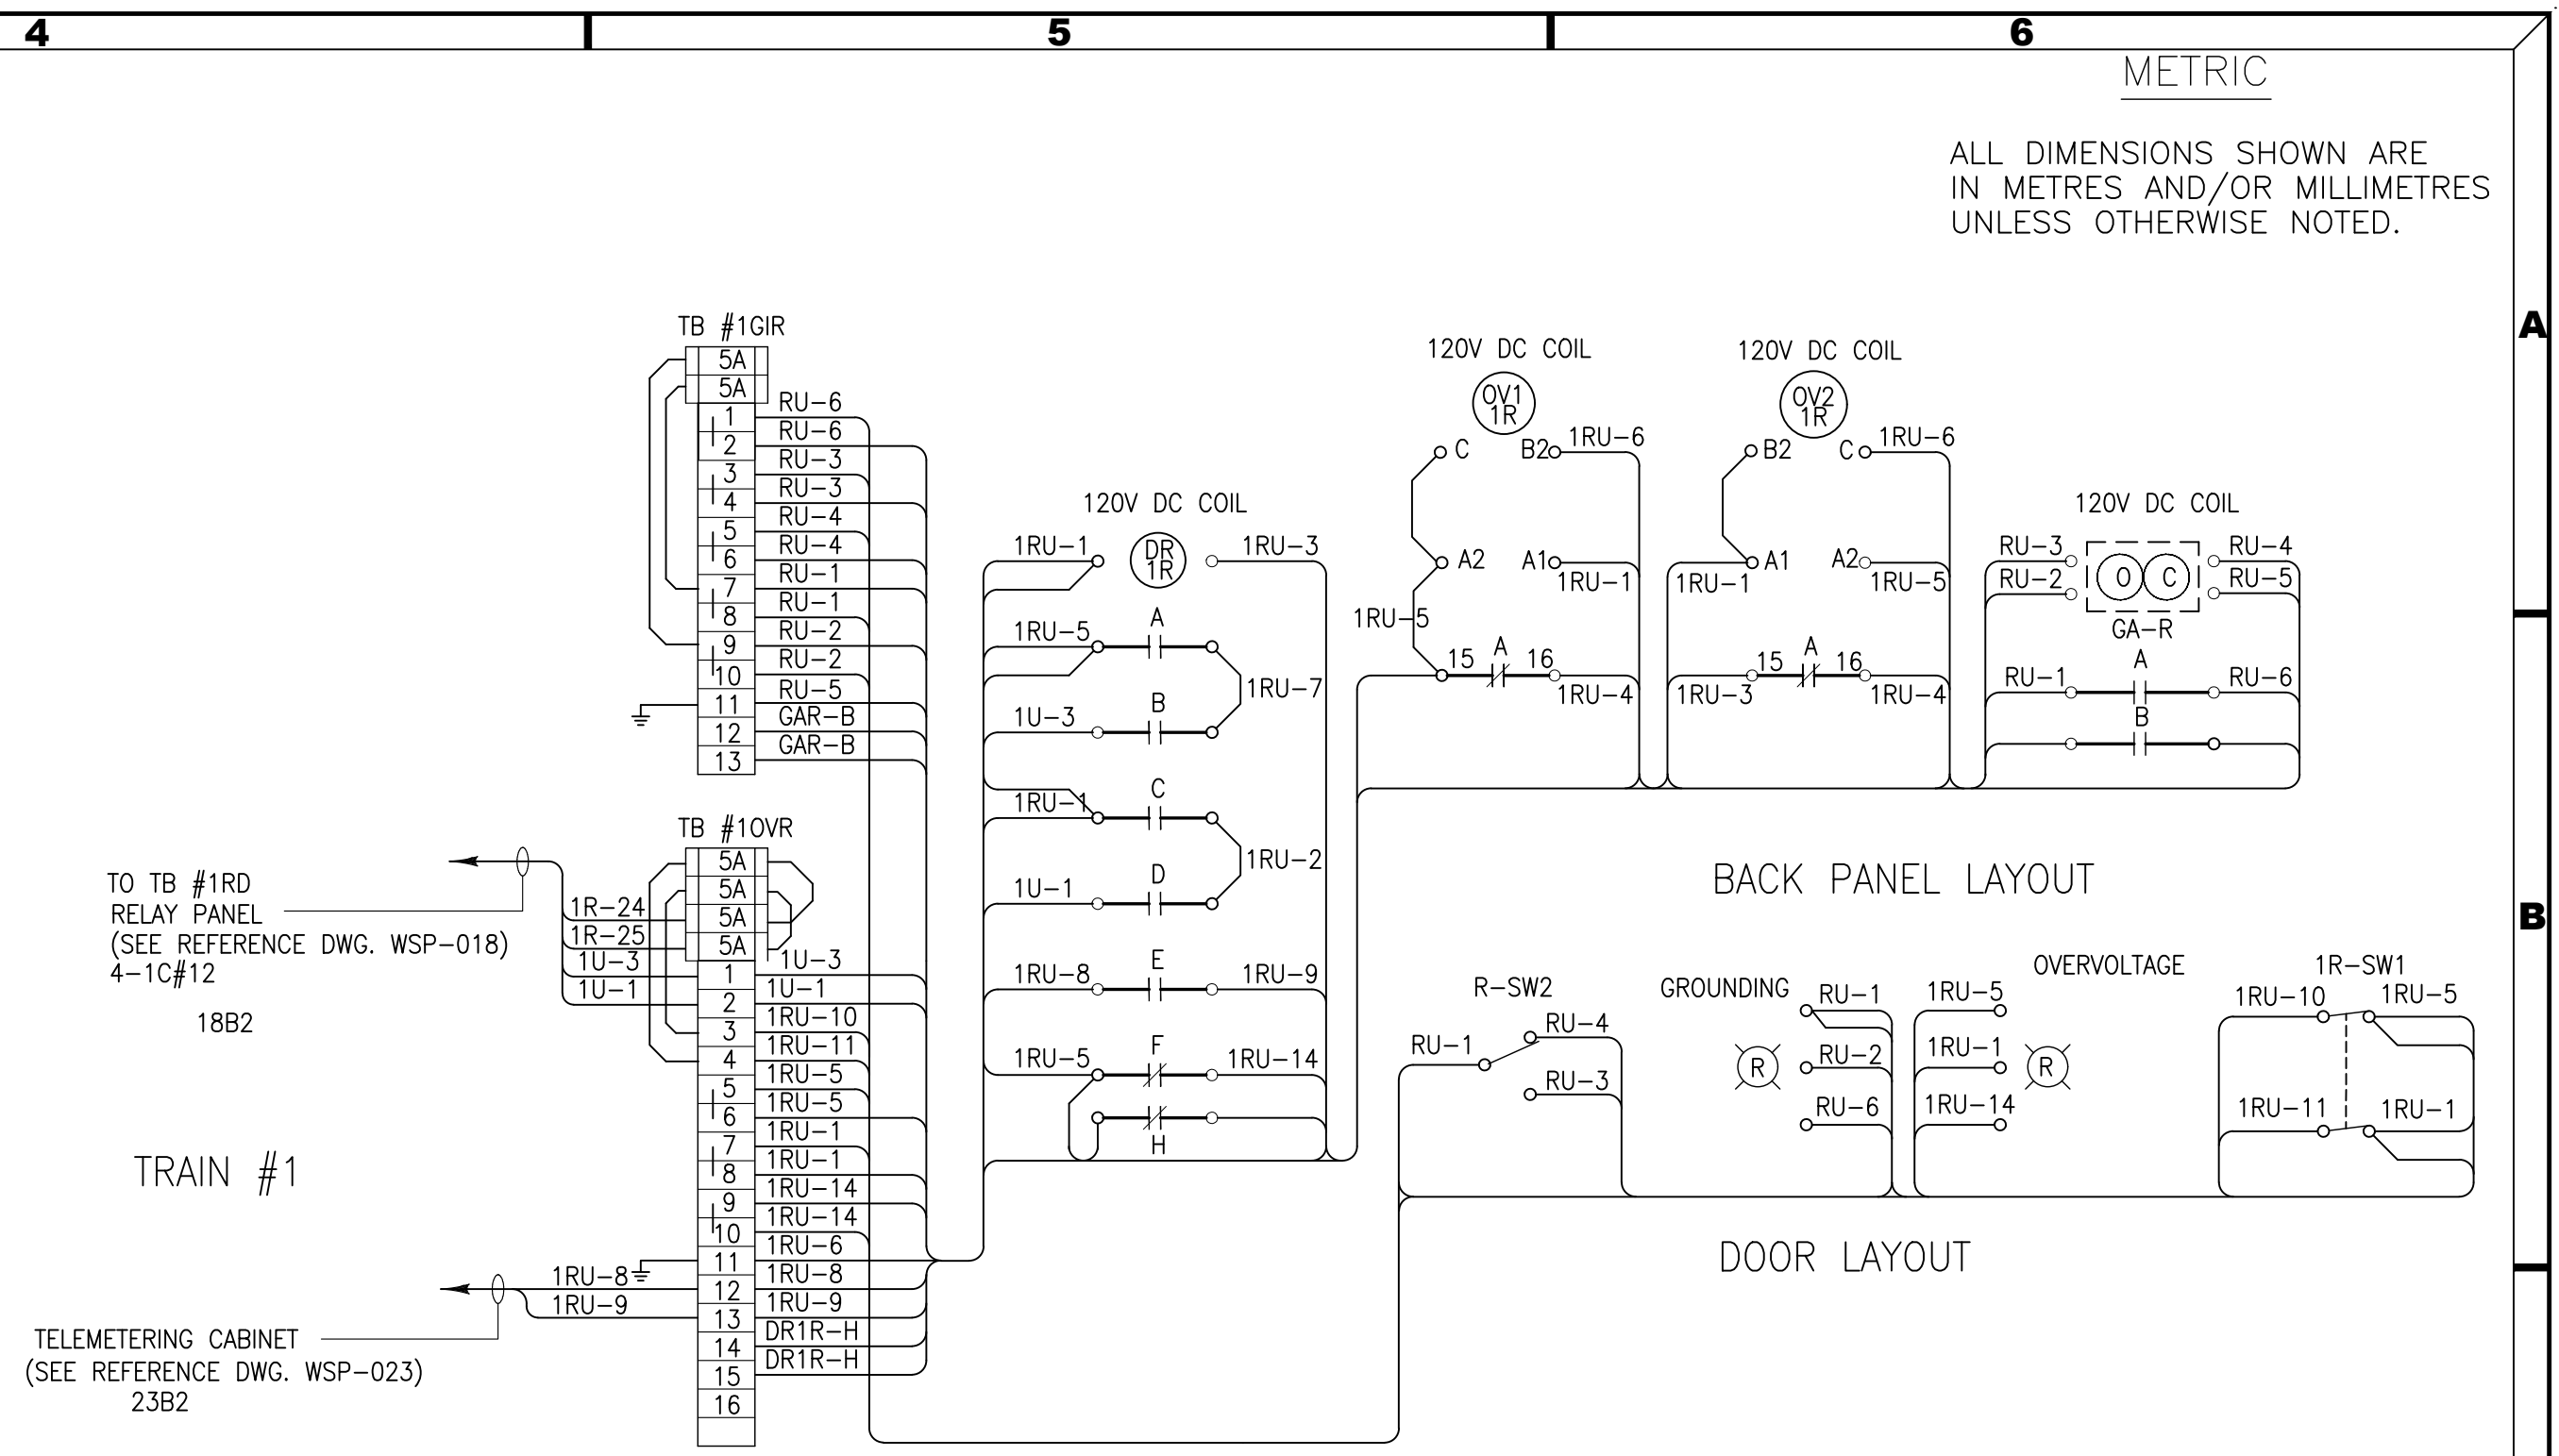 4
5
6
METRIC
ALL DIMENSIONS SHOWN ARE
IN METRES AND/OR MILLIMETRES
UNLESS OTHERWISE NOTED.
A
B
TB #1GIR
5A
5A
1 RU-6
2 RU-6
3 RU-3
4 RU-3
5 RU-4
6 RU-4
7 RU-1
8 RU-1
9 RU-2
10 RU-2
11 RU-5
12 GAR-B
13 GAR-B
TB #1OVR
5A
5A
1R-24 5A
1R-25 5A
1U-3 1 1U-3
1U-1 2 1U-1
3 1RU-10
4 1RU-11
5 1RU-5
6 1RU-5
7 1RU-1
8 1RU-1
9 1RU-14
10 1RU-14
11 1RU-6
1RU-8 12 1RU-8
1RU-9 13 1RU-9
14 DR1R-H
15 DR1R-H
16
TO TB #1RD
RELAY PANEL
(SEE REFERENCE DWG. WSP-018)
4-1C#12
18B2
TRAIN #1
TELEMETERING CABINET
(SEE REFERENCE DWG. WSP-023)
23B2
120V DC COIL
1RU-1 DR 1RU-3
1R
1RU-5 A
1RU-7
1U-3 B
1RU-1 C
1RU-2
1U-1 D
1RU-8 E 1RU-9
1RU-5 F 1RU-14
H
120V DC COIL
OV1
1R
C B2 1RU-6
A2 A1 1RU-1
1RU-5
15 A 16
1RU-4
120V DC COIL
OV2
1R
B2 C 1RU-6
1RU-1 A1 A2 1RU-5
15 A 16
1RU-3 1RU-4
120V DC COIL
RU-3 O C RU-4
RU-2 RU-5
GA-R
RU-1 A RU-6
B
BACK PANEL LAYOUT
R-SW2
RU-1 RU-4
RU-3
GROUNDING
RU-1
R RU-2
RU-6
OVERVOLTAGE
1RU-5
1RU-1 R
1RU-14
1R-SW1
1RU-10 1RU-5
1RU-11 1RU-1
DOOR LAYOUT